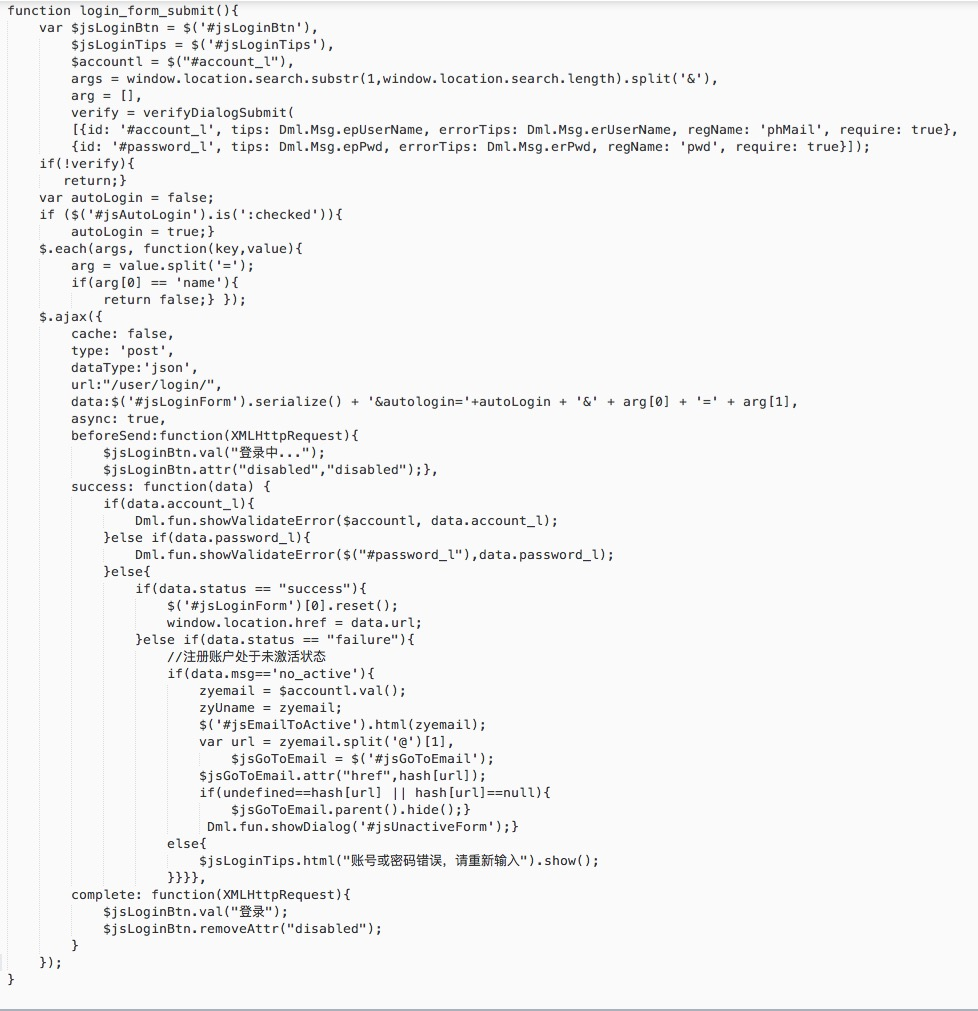 function login_form_submit(){
    var $jsLoginBtn = $('#jsLoginBtn'),
        $jsLoginTips = $('#jsLoginTips'),
        $accountl = $("#account_l"),
        args = window.location.search.substr(1,window.location.search.length).split('&'),
        arg = [],
        verify = verifyDialogSubmit(
        [{id: '#account_l', tips: Dml.Msg.epUserName, errorTips: Dml.Msg.erUserName, regName: 'phMail', require: true},
        {id: '#password_l', tips: Dml.Msg.epPwd, errorTips: Dml.Msg.erPwd, regName: 'pwd', require: true}]);
    if(!verify){
       return;}
    var autoLogin = false;
    if ($('#jsAutoLogin').is(':checked')){
        autoLogin = true;}
    $.each(args, function(key,value){
        arg = value.split('=');
        if(arg[0] == 'name'){
            return false;} });
    $.ajax({
        cache: false,
        type: 'post',
        dataType:'json',
        url:"/user/login/",
        data:$('#jsLoginForm').serialize() + '&autologin='+autoLogin + '&' + arg[0] + '=' + arg[1],
        async: true,
        beforeSend:function(XMLHttpRequest){
            $jsLoginBtn.val("登录中...");
            $jsLoginBtn.attr("disabled","disabled");},
        success: function(data) {
            if(data.account_l){
                Dml.fun.showValidateError($accountl, data.account_l);
            }else if(data.password_l){
                Dml.fun.showValidateError($("#password_l"),data.password_l);
            }else{
                if(data.status == "success"){
                    $('#jsLoginForm')[0].reset();
                    window.location.href = data.url;
                }else if(data.status == "failure"){
                    //注册账户处于未激活状态
                    if(data.msg=='no_active'){
                        zyemail = $accountl.val();
                        zyUname = zyemail;
                        $('#jsEmailToActive').html(zyemail);
                        var url = zyemail.split('@')[1],
                            $jsGoToEmail = $('#jsGoToEmail');
                        $jsGoToEmail.attr("href",hash[url]);
                        if(undefined==hash[url] || hash[url]==null){
                            $jsGoToEmail.parent().hide();}
                         Dml.fun.showDialog('#jsUnactiveForm');}
                    else{
                        $jsLoginTips.html("账号或密码错误，请重新输入").show();
                    }}}},
        complete: function(XMLHttpRequest){
            $jsLoginBtn.val("登录");
            $jsLoginBtn.removeAttr("disabled");
        }
    });
}